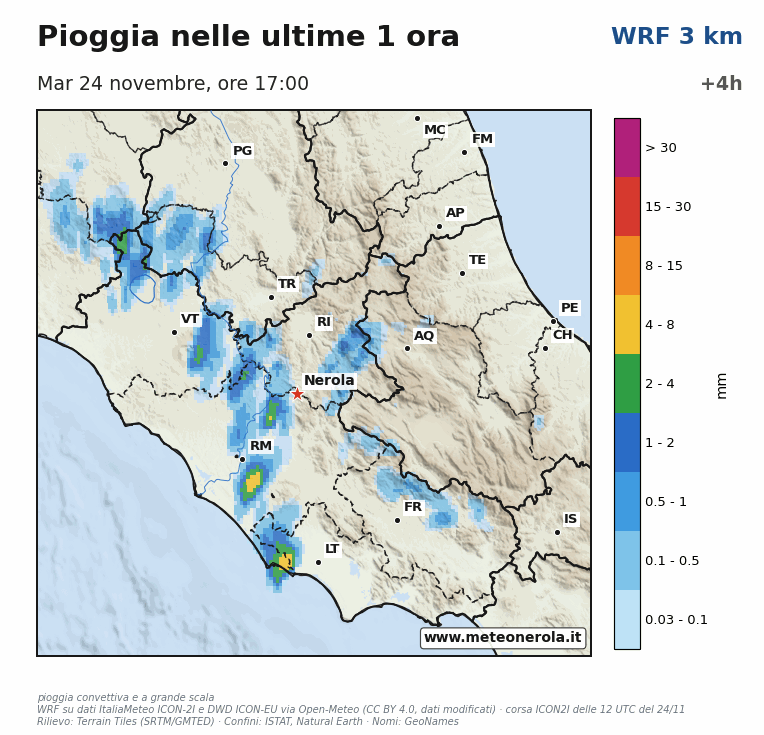 Pioggia nelle ultime 1 ora
WRF 3 km
Mar 24 novembre, ore 17:00
+4h
MC
FM
PG
AP
TE
TR
PE
VT
RI
AQ
CH
Nerola
RM
FR
IS
LT
www.meteonerola.it
> 30
15 - 30
8 - 15
4 - 8
2 - 4
1 - 2
0.5 - 1
0.1 - 0.5
0.03 - 0.1
mm
pioggia convettiva e a grande scala
WRF su dati ItaliaMeteo ICON-2I e DWD ICON-EU via Open-Meteo (CC BY 4.0, dati modificati) · corsa ICON2I delle 12 UTC del 24/11
Rilievo: Terrain Tiles (SRTM/GMTED) · Confini: ISTAT, Natural Earth · Nomi: GeoNames